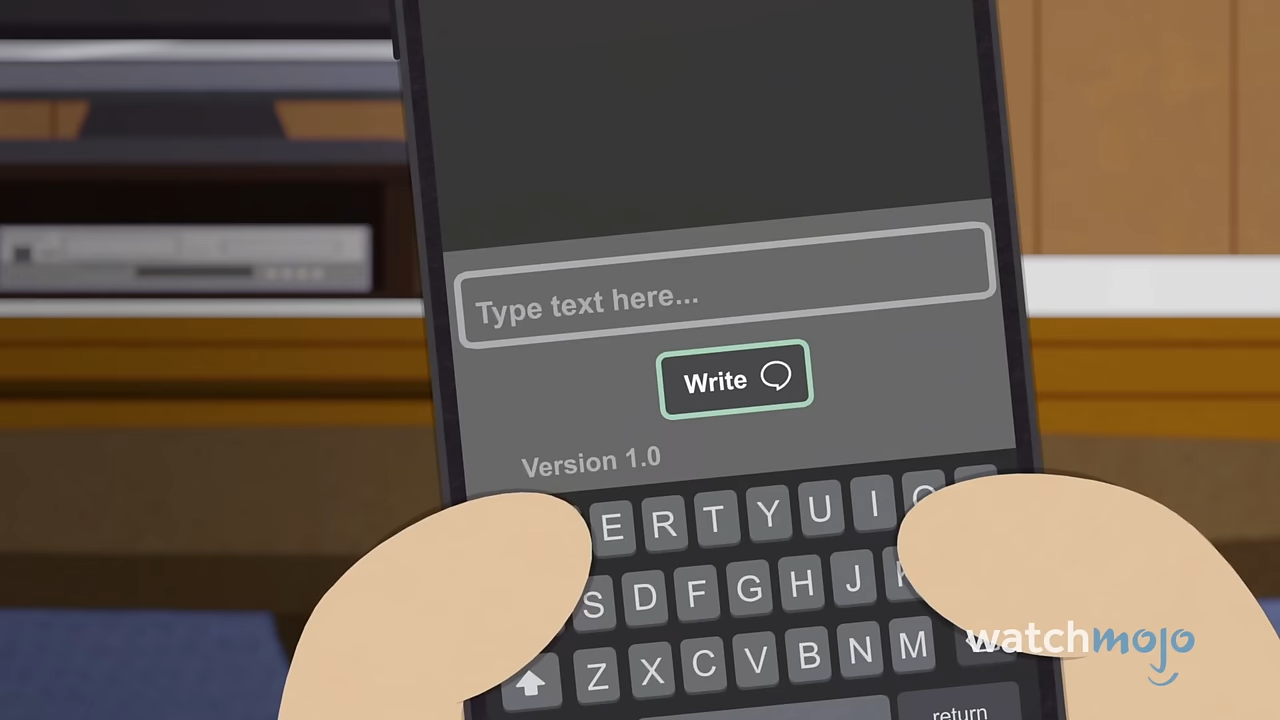 Type text here...
Write
Version 1.0
E R T Y U I
S D F G H J
Z X C V B N M
return
watchmojo